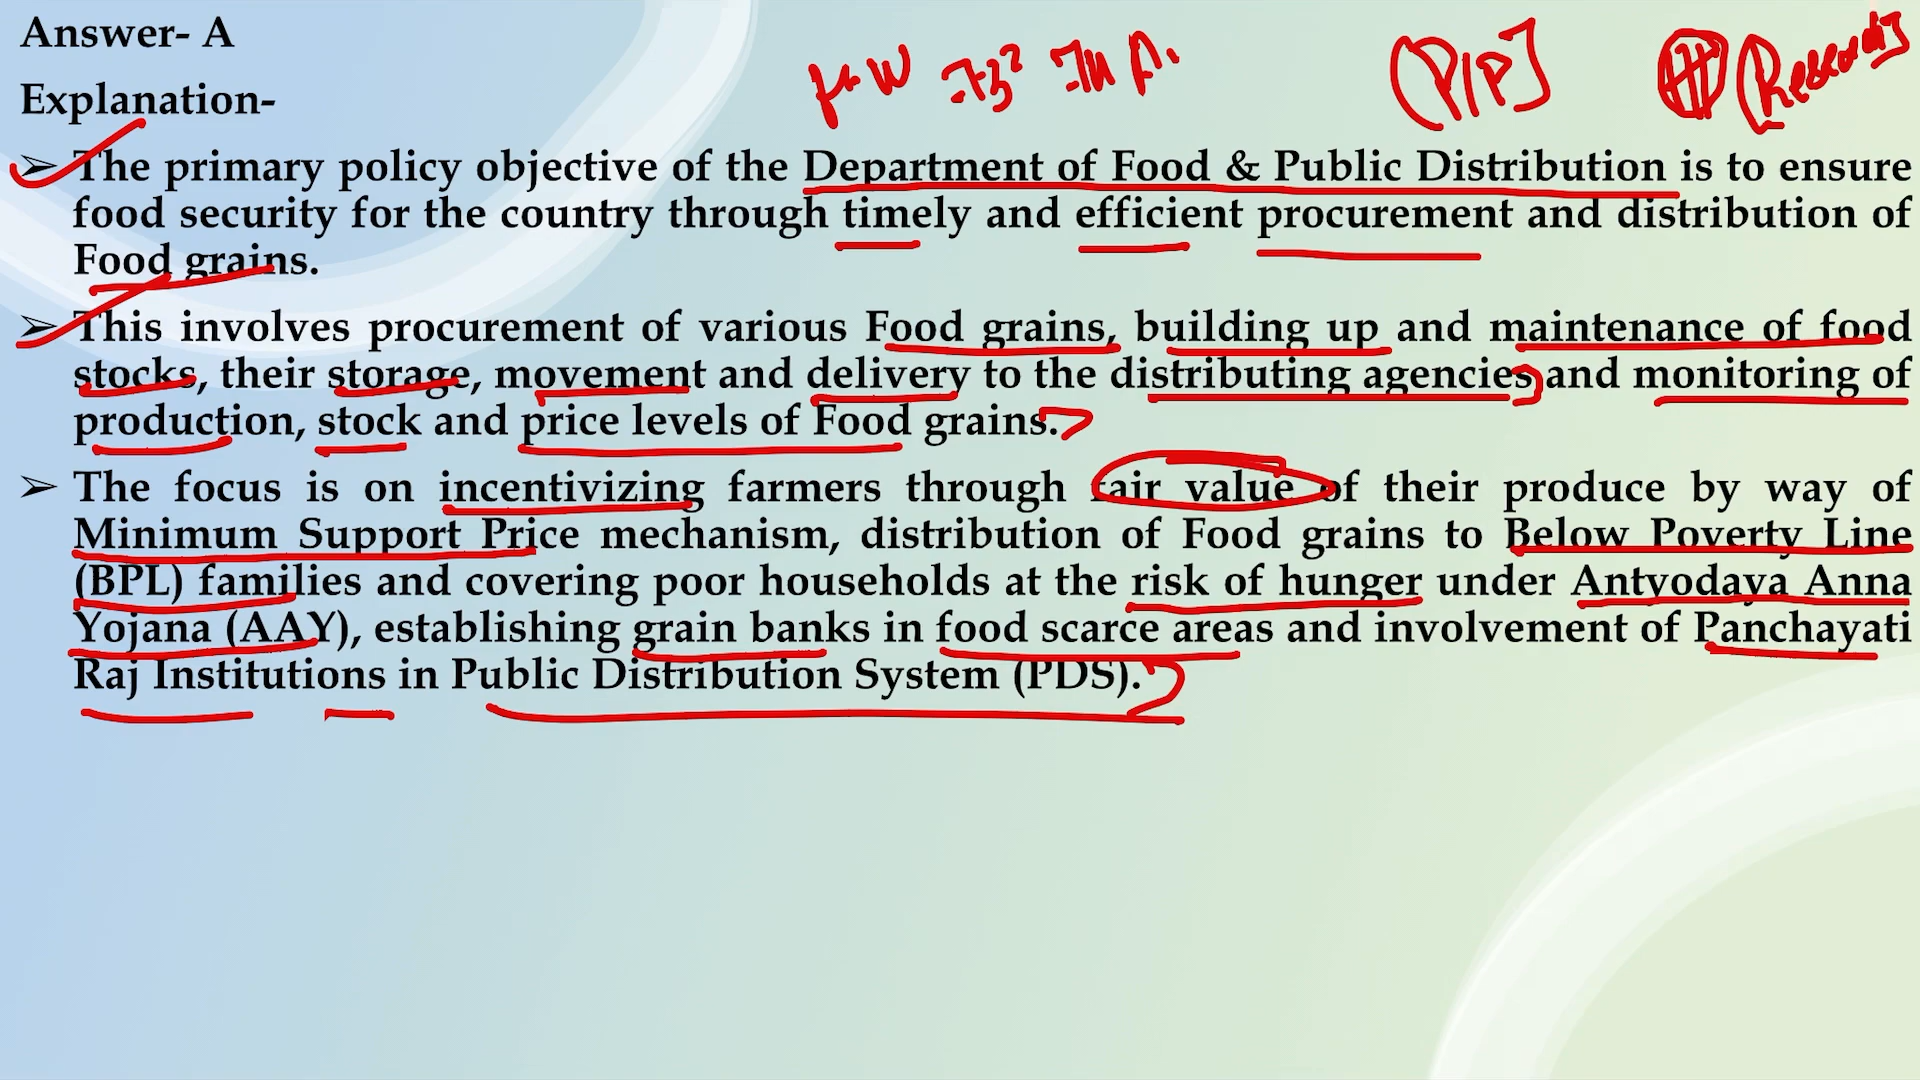 Answer- A
Explanation-
(P/P]
(Research]
➢ The primary policy objective of the Department of Food & Public Distribution is to ensure
food security for the country through timely and efficient procurement and distribution of
Food grains.
➢ This involves procurement of various Food grains, building up and maintenance of food
stocks, their storage, movement and delivery to the distributing agencies and monitoring of
production, stock and price levels of Food grains.
➢ The focus is on incentivizing farmers through fair value of their produce by way of
Minimum Support Price mechanism, distribution of Food grains to Below Poverty Line
(BPL) families and covering poor households at the risk of hunger under Antyodaya Anna
Yojana (AAY), establishing grain banks in food scarce areas and involvement of Panchayati
Raj Institutions in Public Distribution System (PDS).